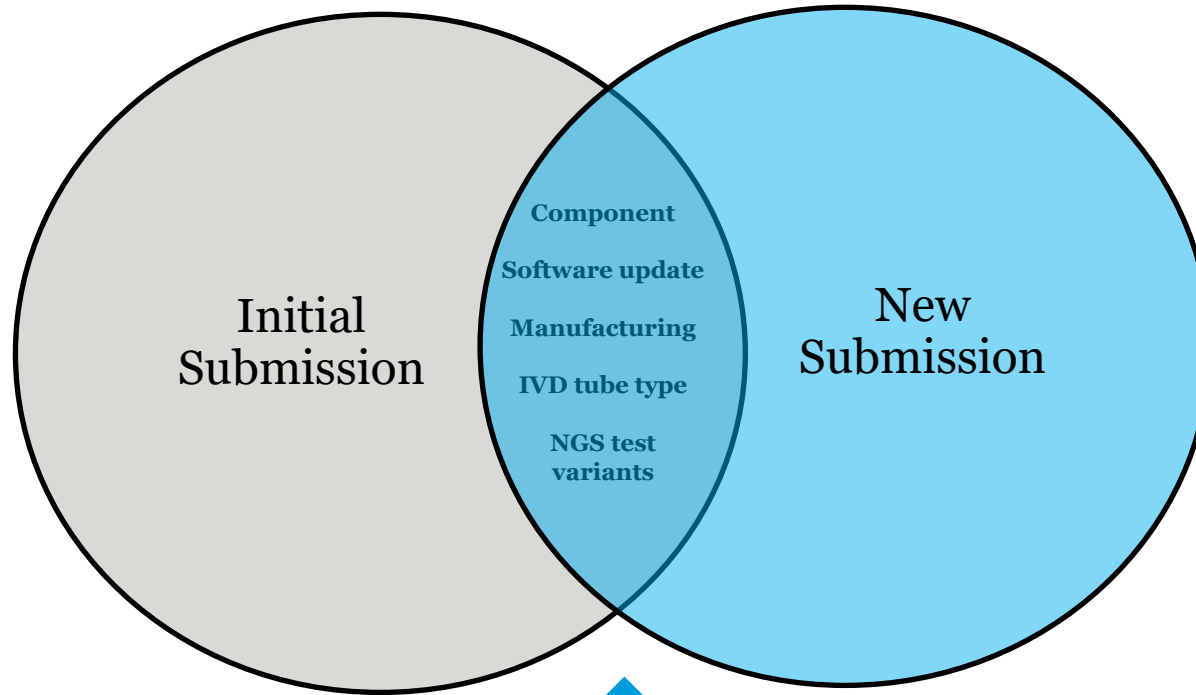 Initial
Submission
Component
Software update
Manufacturing
IVD tube type
NGS test
variants
New
Submission